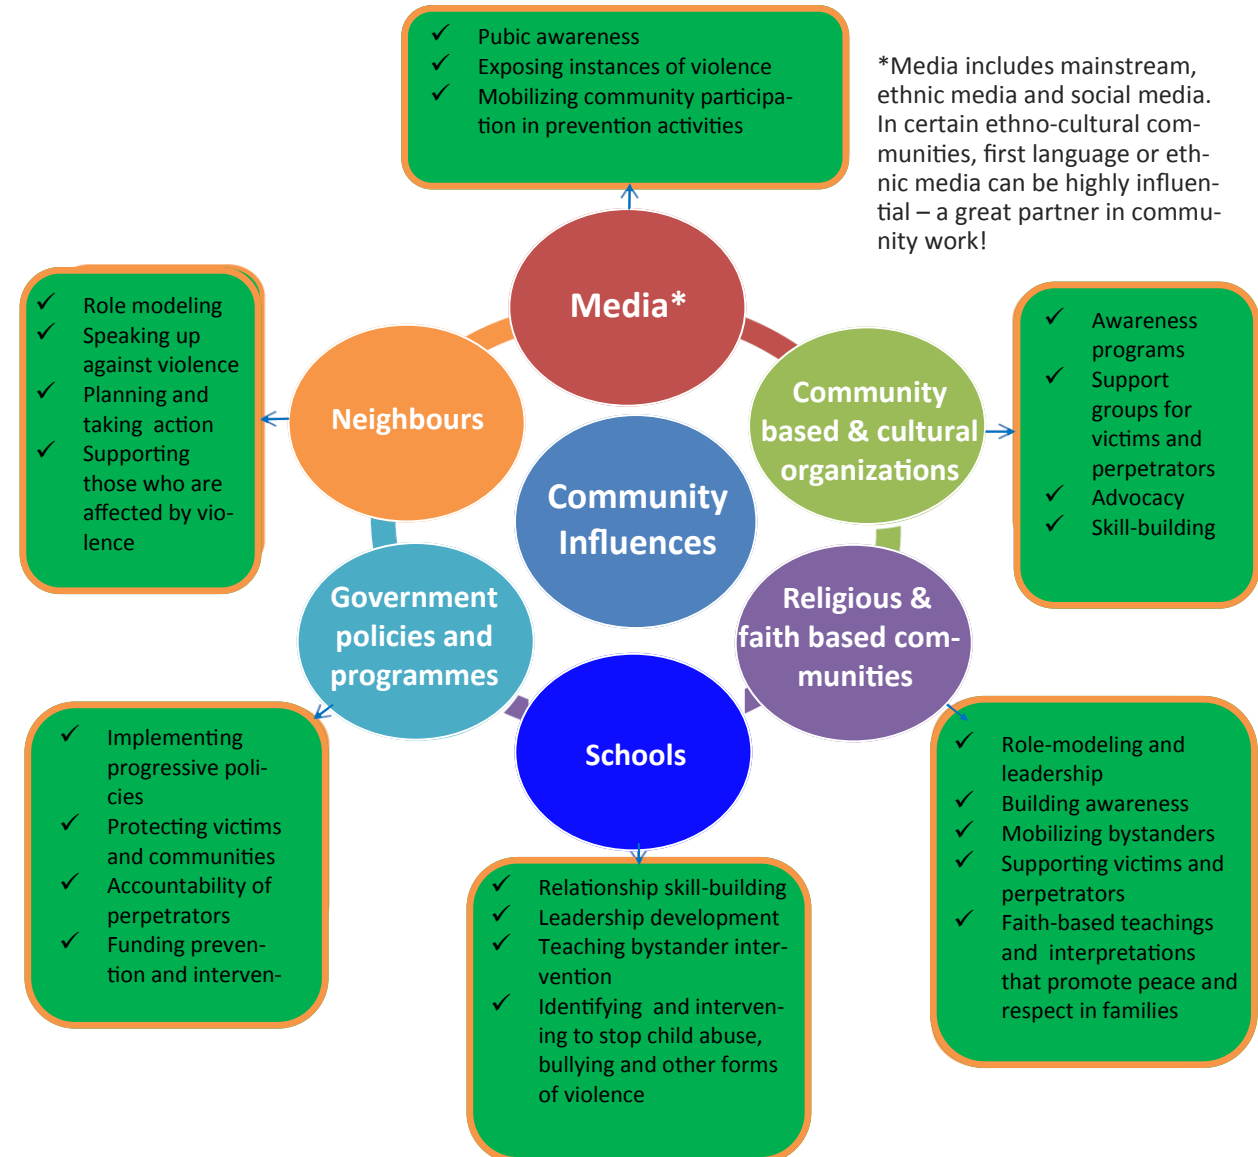 Pubic awareness
Exposing instances of violence
Mobilizing community participa-
tion in prevention activities
*Media includes mainstream,
ethnic media and social media.
In certain ethno-cultural com-
munities, first language or eth-
nic media can be highly influen-
tial – a great partner in commu-
nity work!
Media*
Role modeling
Speaking up
against violence
Planning and
taking action
Supporting
those who are
affected by vio-
lence
Neighbours
Community
based & cultural
organizations
Awareness
programs
Support
groups for
victims and
perpetrators
Advocacy
Skill-building
Community
Influences
Government
policies and
programmes
Religious &
faith based com-
munities
Schools
Implementing
progressive poli-
cies
Protecting victims
and communities
Accountability of
perpetrators
Funding preven-
tion and interven-
Relationship skill-building
Leadership development
Teaching bystander inter-
vention
Identifying and interven-
ing to stop child abuse,
bullying and other forms
of violence
Role-modeling and
leadership
Building awareness
Mobilizing bystanders
Supporting victims and
perpetrators
Faith-based teachings
and interpretations
that promote peace and
respect in families